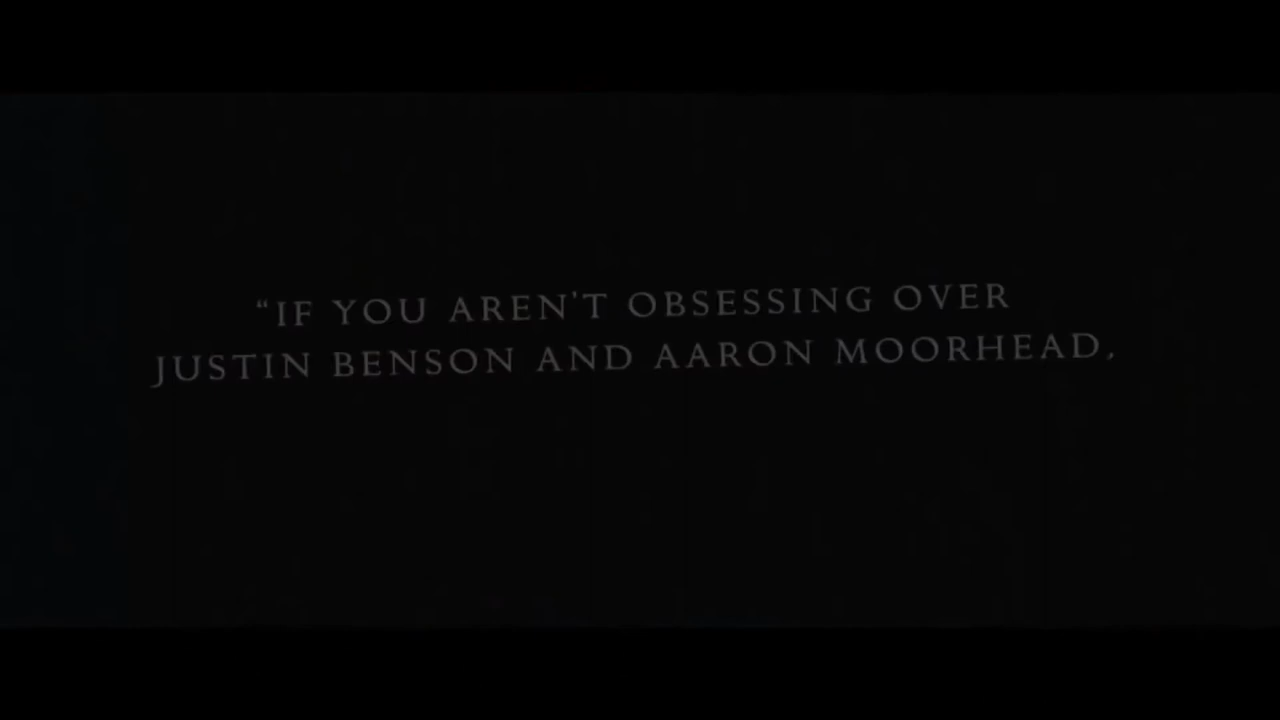 “IF YOU AREN'T OBSESSING OVER
JUSTIN BENSON AND AARON MOORHEAD,